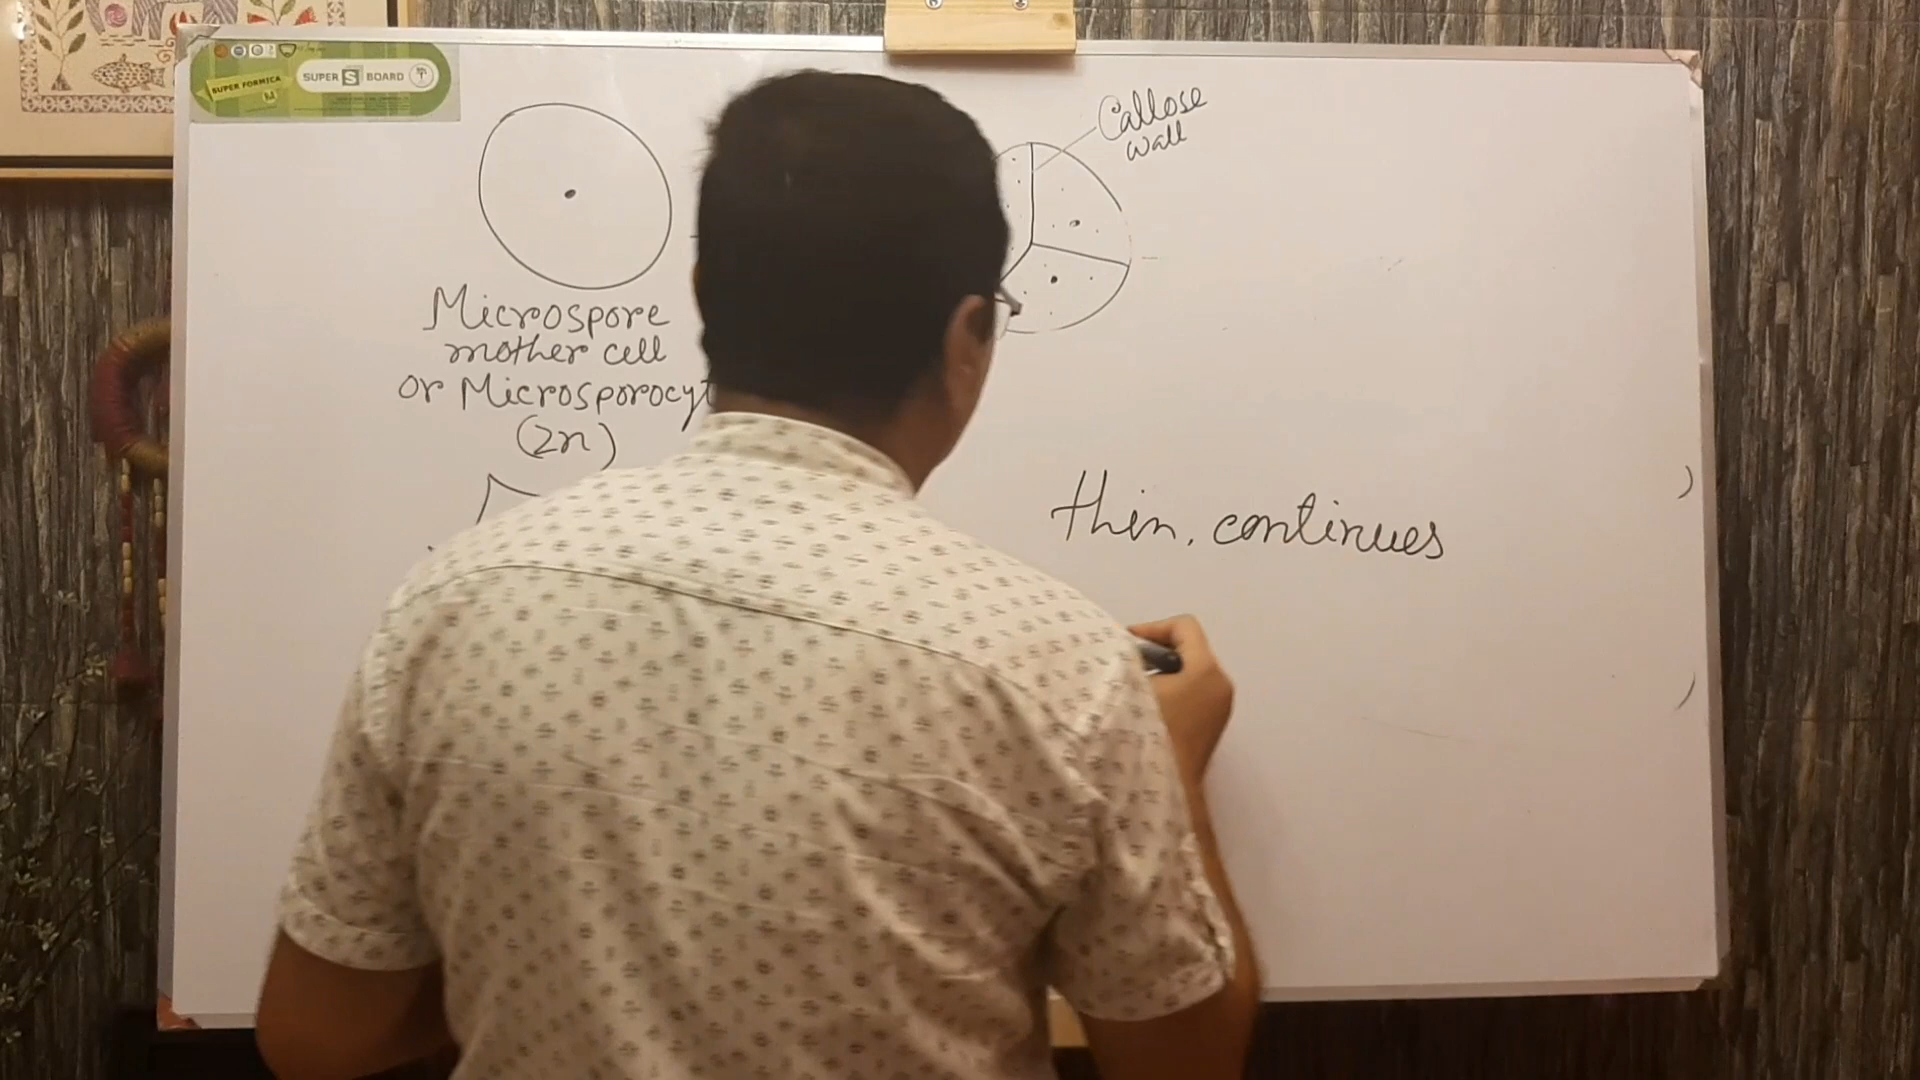 SUPER FORMICA
SUPER S BOARD
Callose
wall
Microspore
mother cell
or Microsporocyt
(2n)
thin, continues